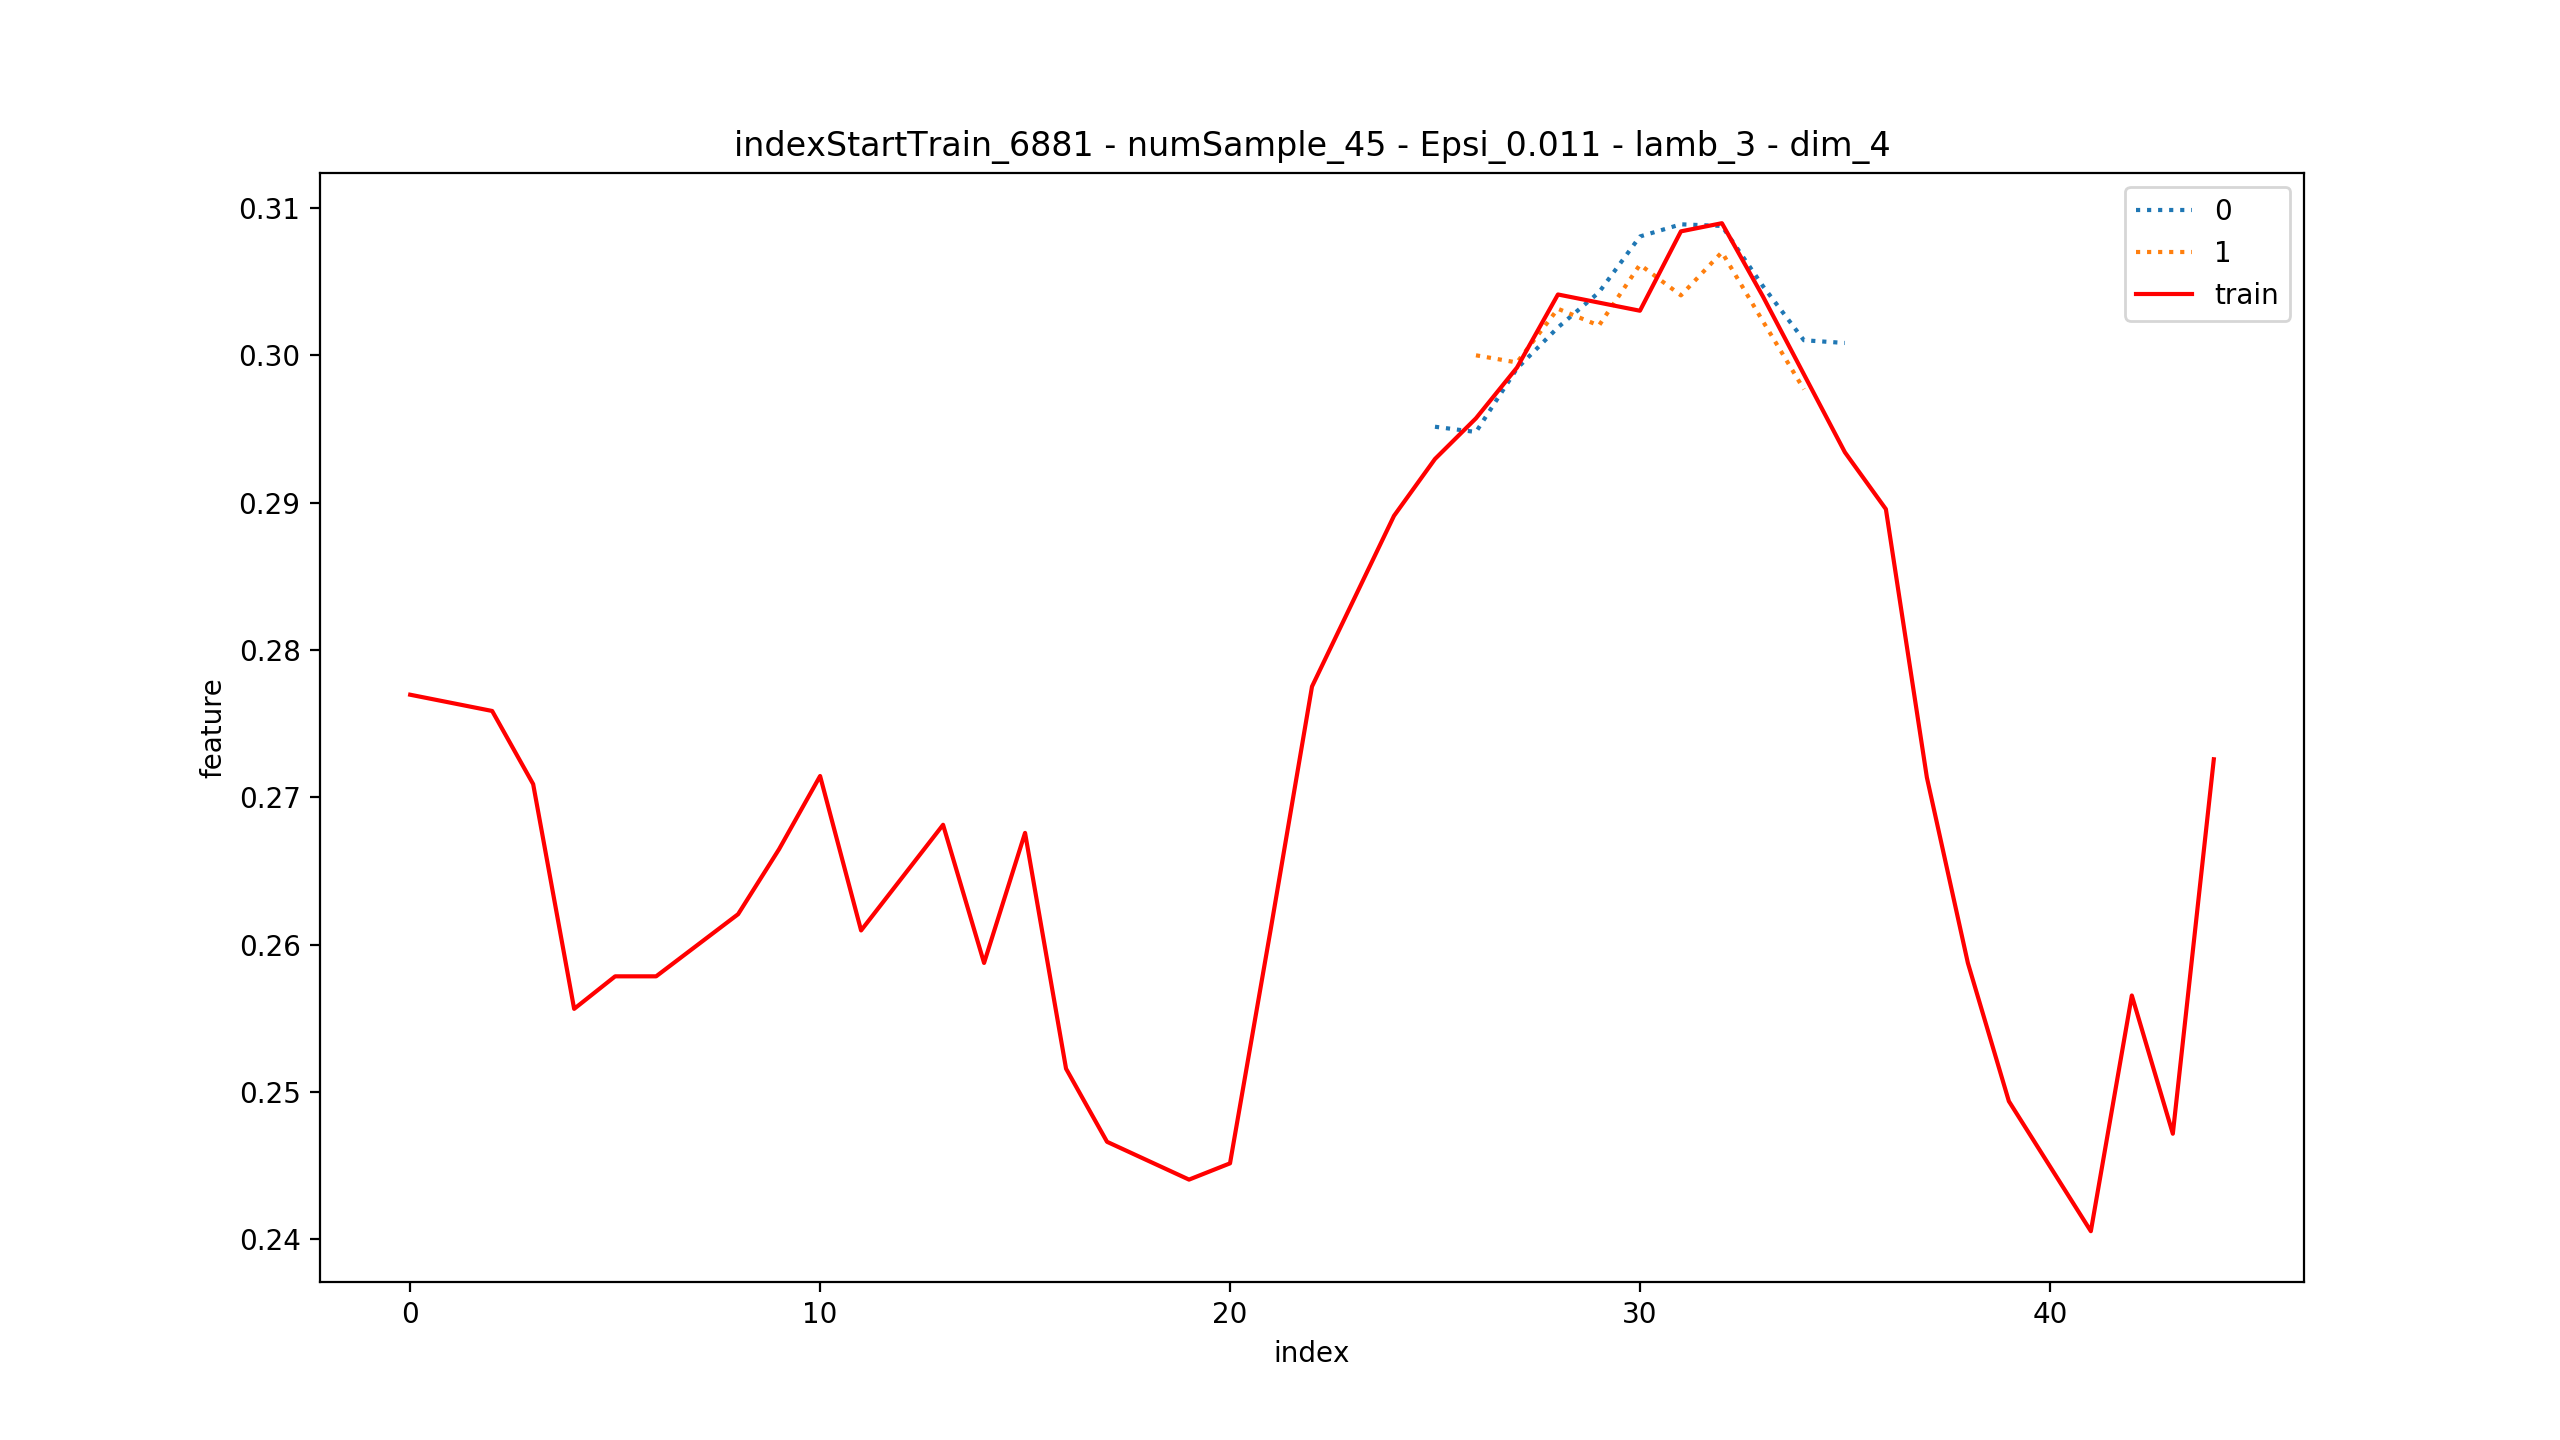 indexStartTrain_6881 - numSample_45 - Epsi_0.011 - lamb_3 - dim_4
0
1
train
0.31
0.30
0.29
0.28
0.27
0.26
0.25
0.24
feature
0 10 20 30 40
index